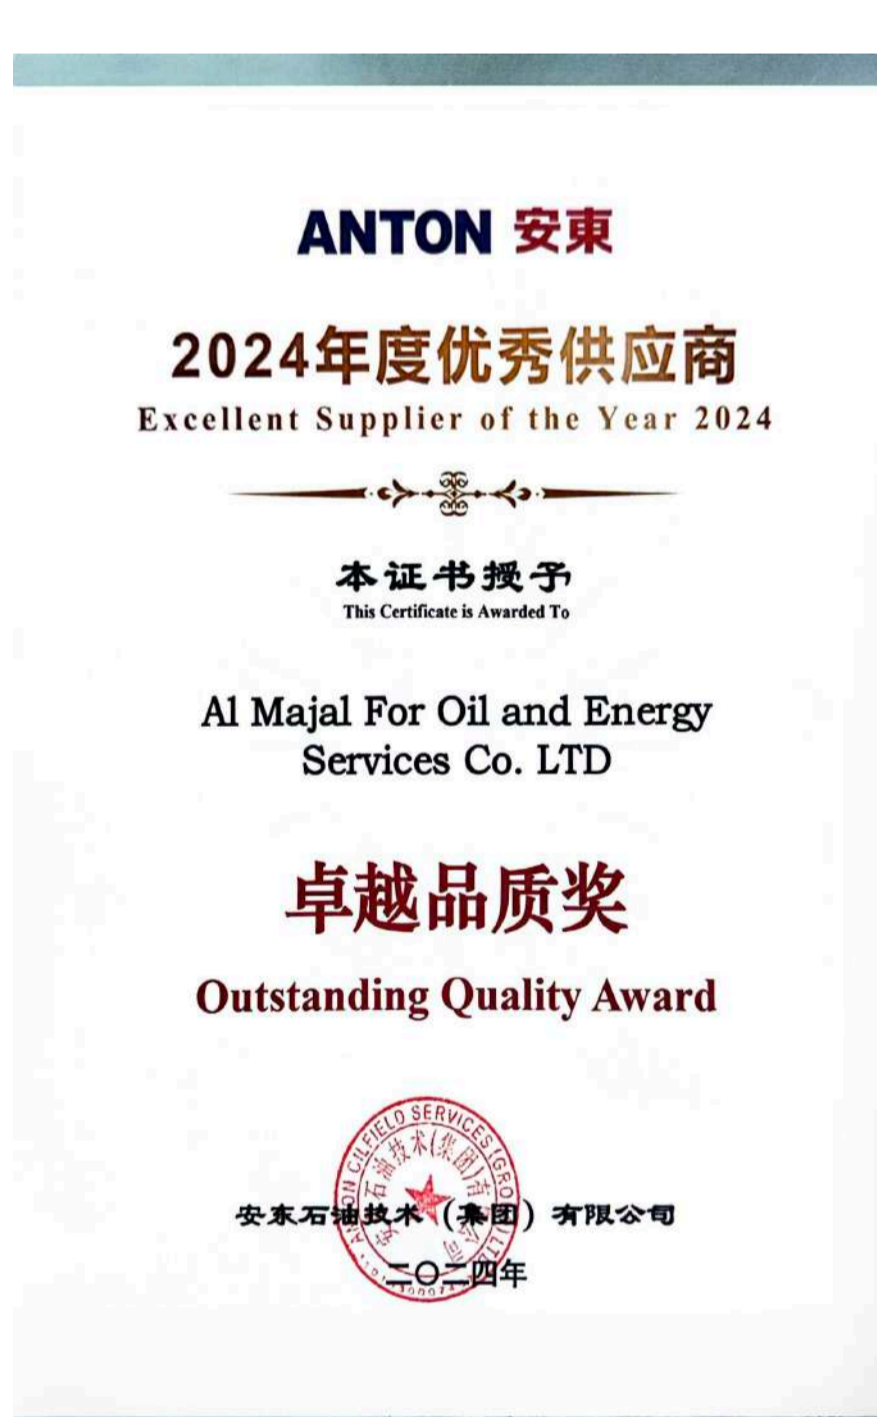 ANTON 安東
2024年度优秀供应商
Excellent Supplier of the Year 2024
本证书授予
This Certificate is Awarded To
Al Majal For Oil and Energy
Services Co. LTD
卓越品质奖
Outstanding Quality Award
安东石油技术（集团）有限公司
二〇二四年